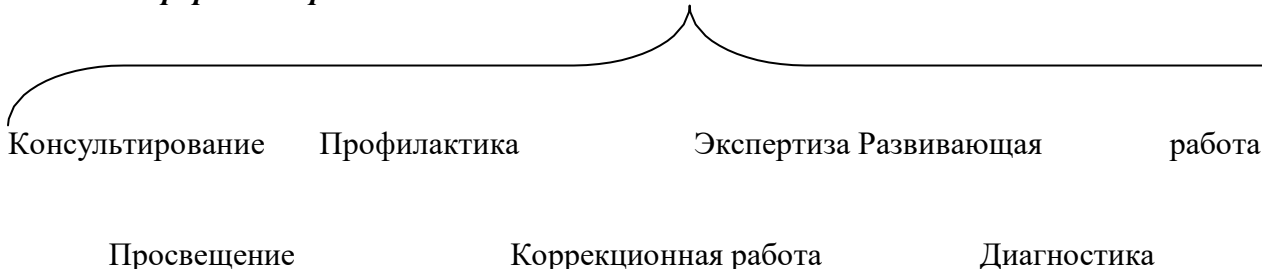 Консультирование Профилактика Экспертиза Развивающая работа
Просвещение Коррекционная работа Диагностика